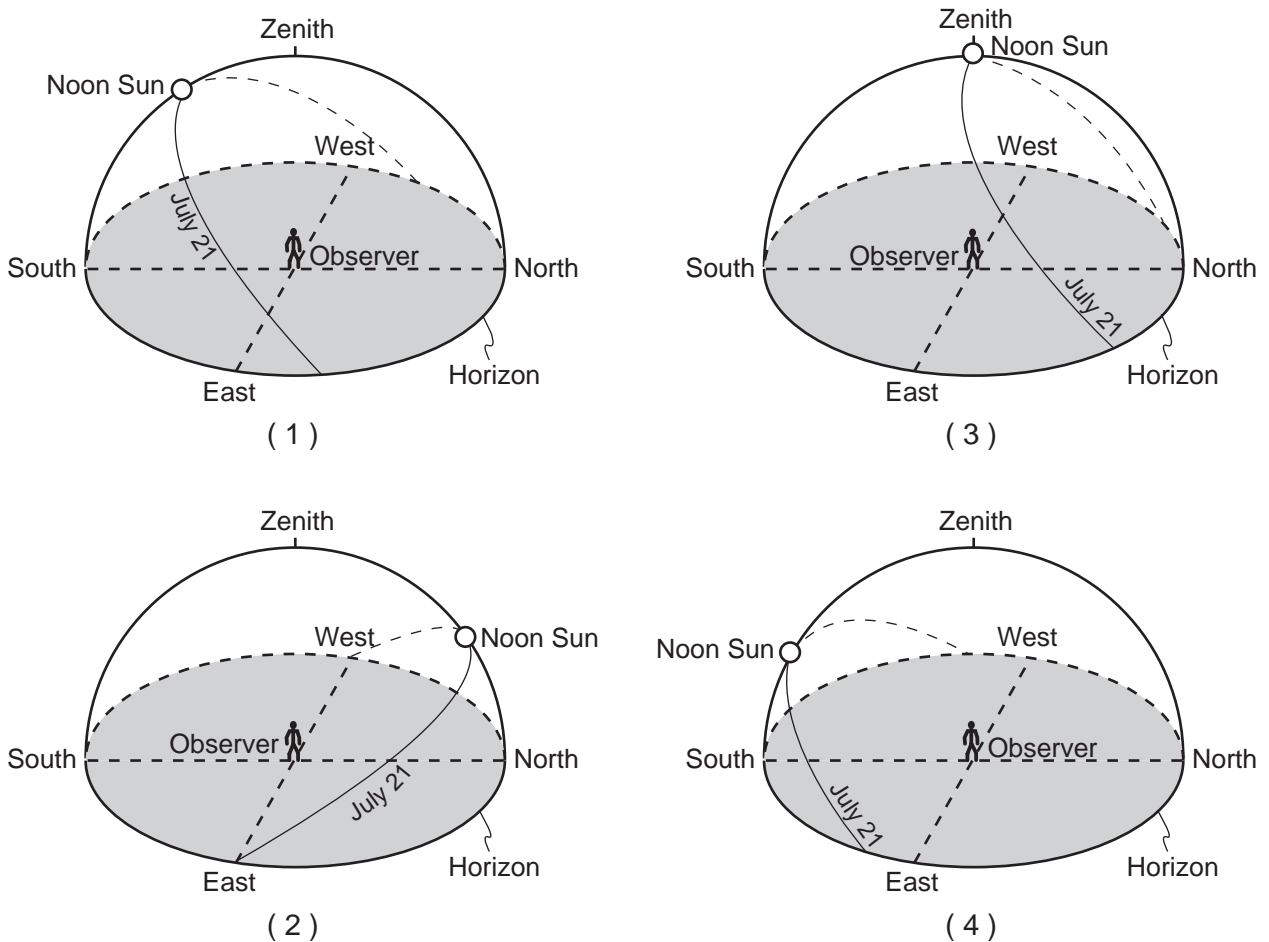 Zenith
Noon Sun
West
July 21
Observer
South
North
Horizon
East
( 1 )
Zenith
Noon Sun
West
Observer
South
North
July 21
Horizon
East
( 3 )
Zenith
West
Noon Sun
Observer
South
North
July 21
Horizon
East
( 2 )
Zenith
Noon Sun
West
Observer
South
North
July 21
Horizon
East
( 4 )